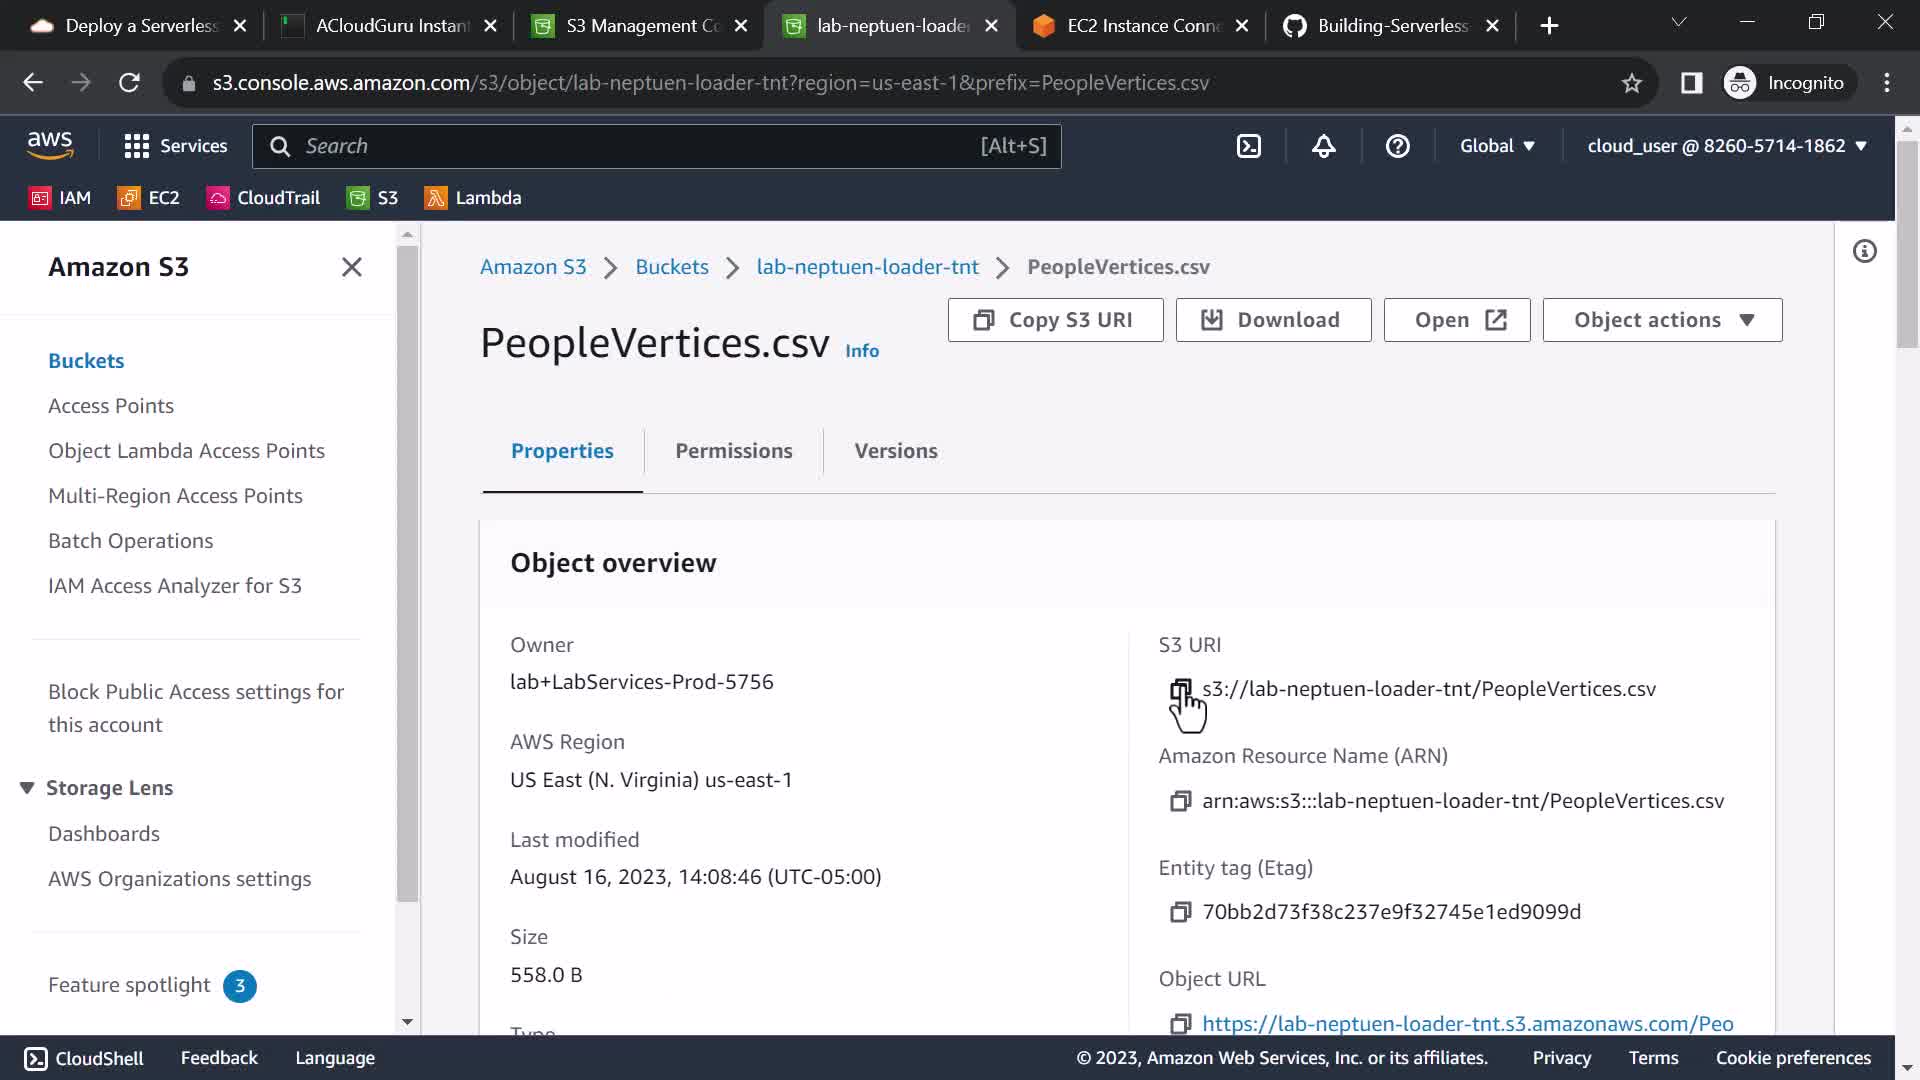 Deploy a Serverless
ACloudGuru Instant
S3 Management Co
lab-neptuen-loader
EC2 Instance Conne
Building-Serverless
s3.console.aws.amazon.com/s3/object/lab-neptuen-loader-tnt?region=us-east-1&prefix=PeopleVertices.csv
Incognito
aws
Services
Search
[Alt+S]
Global
cloud_user @ 8260-5714-1862
IAM
EC2
CloudTrail
S3
Lambda
Amazon S3
Buckets
Access Points
Object Lambda Access Points
Multi-Region Access Points
Batch Operations
IAM Access Analyzer for S3
Block Public Access settings for
this account
Storage Lens
Dashboards
AWS Organizations settings
Feature spotlight 3
Amazon S3 > Buckets > lab-neptuen-loader-tnt > PeopleVertices.csv
PeopleVertices.csv Info
Copy S3 URI
Download
Open
Object actions
Properties
Permissions
Versions
Object overview
Owner
lab+LabServices-Prod-5756
AWS Region
US East (N. Virginia) us-east-1
Last modified
August 16, 2023, 14:08:46 (UTC-05:00)
Size
558.0 B
Type
S3 URI
s3://lab-neptuen-loader-tnt/PeopleVertices.csv
Amazon Resource Name (ARN)
arn:aws:s3:::lab-neptuen-loader-tnt/PeopleVertices.csv
Entity tag (Etag)
70bb2d73f38c237e9f32745e1ed9099d
Object URL
https://lab-neptuen-loader-tnt.s3.amazonaws.com/Peo
CloudShell
Feedback
Language
© 2023, Amazon Web Services, Inc. or its affiliates.
Privacy
Terms
Cookie preferences